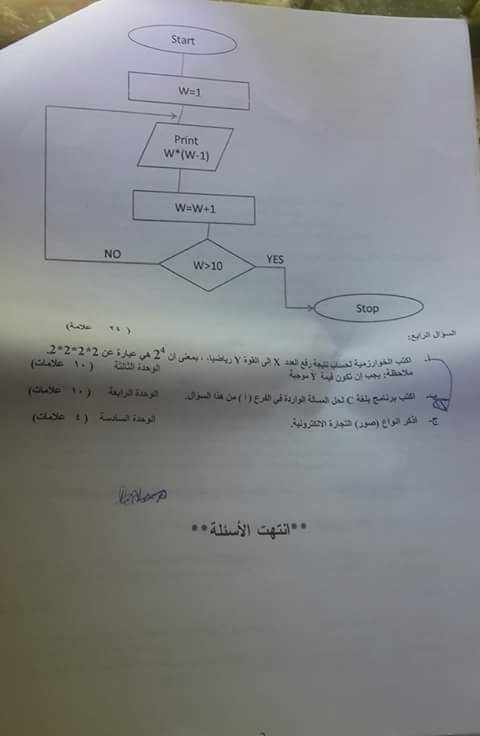 Start
W=1
Print
W*(W-1)
W=W+1
W>10
NO
YES
Stop
السؤال الرابع: ( ٢٤ علامة)
أ- اكتب الخوارزمية لحساب نتيجة رفع العدد X الى القوة Y رياضيا، ، بمعنى ان 2^4 هي عبارة عن 2*2*2*2.
ملاحظة: يجب ان تكون قيمة Y موجبة الوحدة الثالثة (١٠ علامات)
ب- اكتب برنامج بلغة C لحل المسألة الواردة في الفرع (أ) من هذا السؤال. الوحدة الرابعة (١٠ علامات)
ج- اذكر انواع (صور) التجارة الالكترونية. الوحدة السادسة (٤ علامات)
**انتهت الأسئلة**